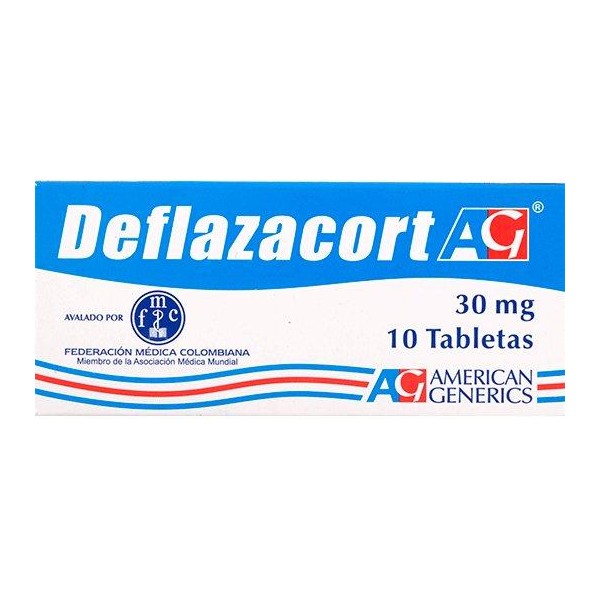 Deflazacort AG®
30 mg
10 Tabletas
AVALADO POR
f m c
FEDERACIÓN MÉDICA COLOMBIANA
Miembro de la Asociación Médica Mundial
AG AMERICAN
GENERICS